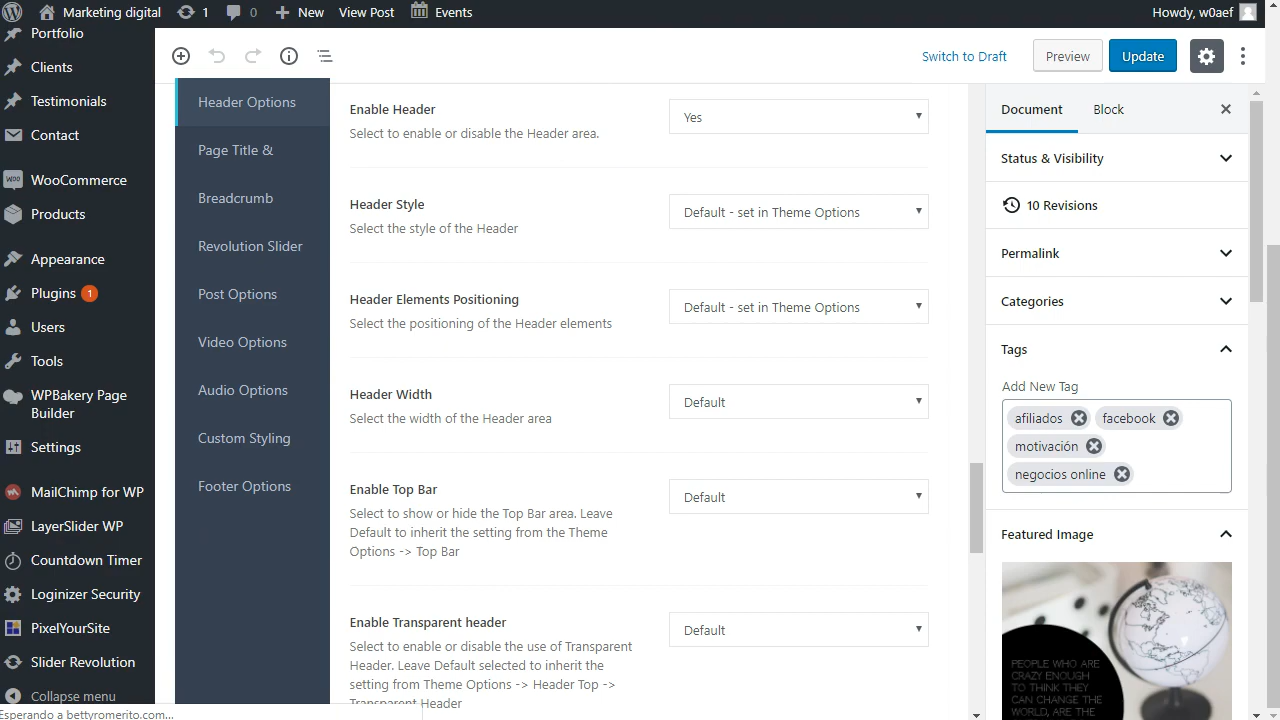 Marketing digital
1
0
New
View Post
Events
Howdy, w0aef
Portfolio
Clients
Testimonials
Contact
WooCommerce
Products
Appearance
Plugins 1
Users
Tools
WPBakery Page
Builder
Settings
MailChimp for WP
LayerSlider WP
Countdown Timer
Loginizer Security
PixelYourSite
Slider Revolution
Collapse menu
Esperando a bettyromerito.com...
Switch to Draft
Preview
Update
Header Options
Page Title &
Breadcrumb
Revolution Slider
Post Options
Video Options
Audio Options
Custom Styling
Footer Options
Enable Header
Select to enable or disable the Header area.
Yes
Header Style
Select the style of the Header
Default - set in Theme Options
Header Elements Positioning
Select the positioning of the Header elements
Default - set in Theme Options
Header Width
Select the width of the Header area
Default
Enable Top Bar
Select to show or hide the Top Bar area. Leave
Default to inherit the setting from the Theme
Options -> Top Bar
Default
Enable Transparent header
Select to enable or disable the use of Transparent
Header. Leave Default selected to inherit the
from Theme Options -> Header Top ->
Header
Default
Document
Block
Status & Visibility
10 Revisions
Permalink
Categories
Tags
Add New Tag
afiliados
facebook
motivación
negocios online
Featured Image
PEOPLE WHO ARE
CRAZY ENOUGH
TO THINK THEY
CAN CHANGE THE
WORLD, ARE THE